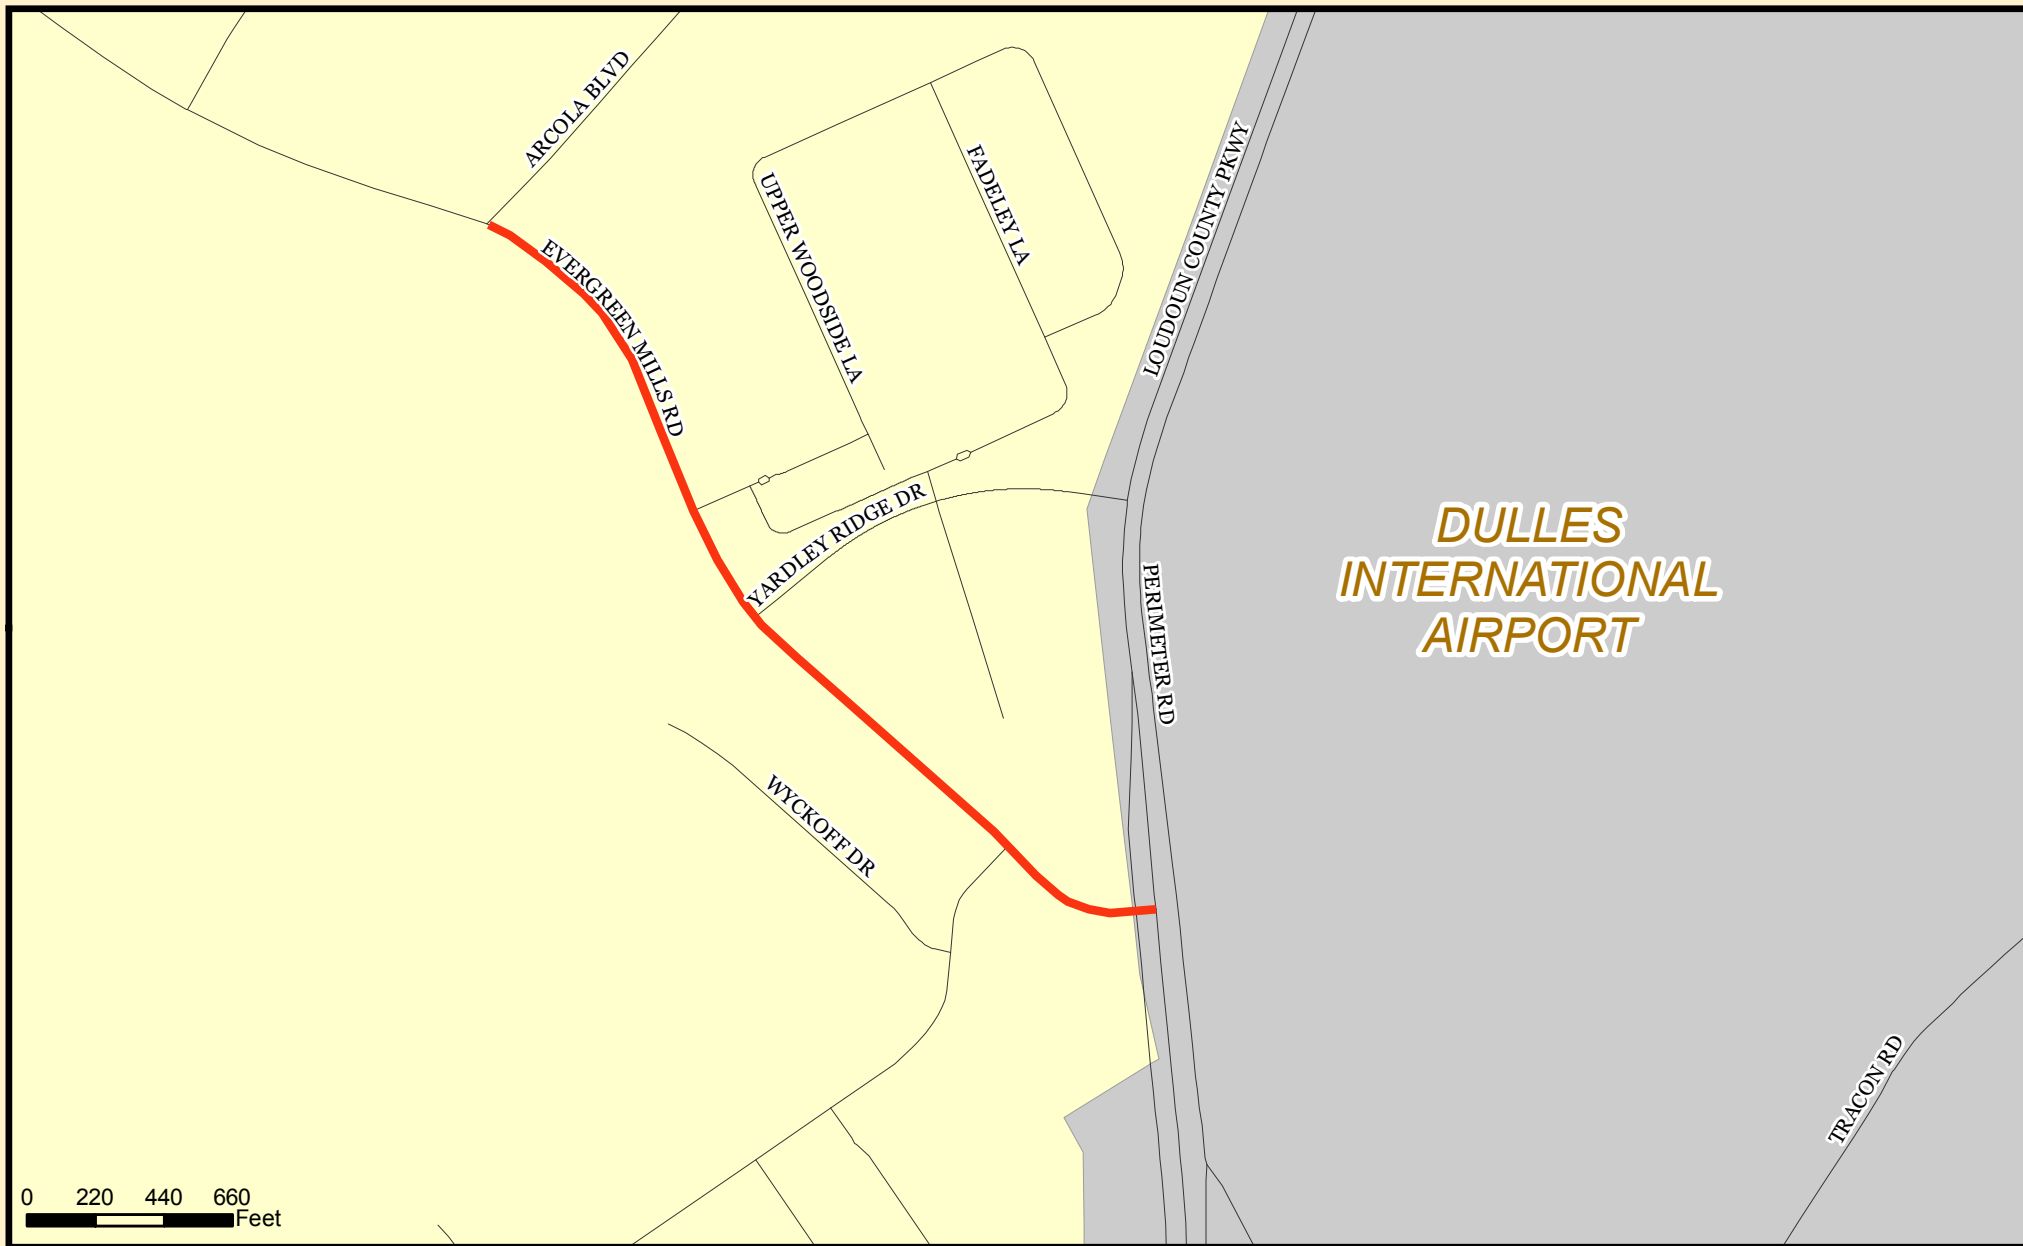 ARCOLA BLVD
FADELEY LA
LOUDOUN COUNTY PKWY
UPPER WOODSIDE LA
EVERGREEN MILLS RD
YARDLEY RIDGE DR
DULLES
INTERNATIONAL
AIRPORT
PERIMETER RD
WYCKOFF DR
TRACON RD
0 220 440 660
Feet